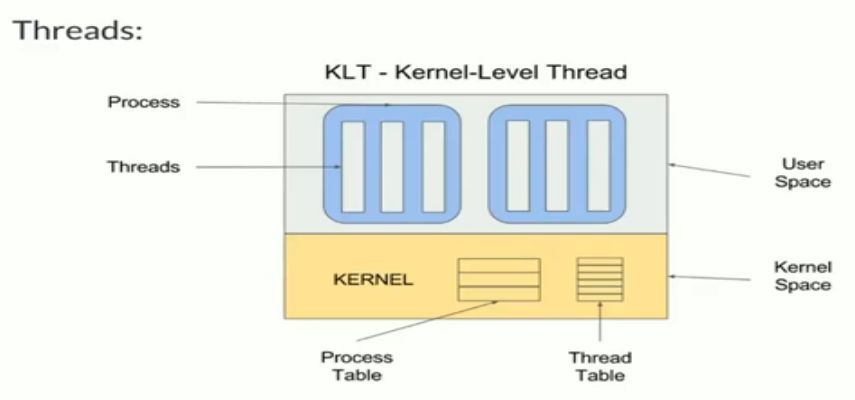 Threads:
KLT - Kernel-Level Thread
Process
Threads
User
Space
KERNEL
Kernel
Space
Process
Table
Thread
Table